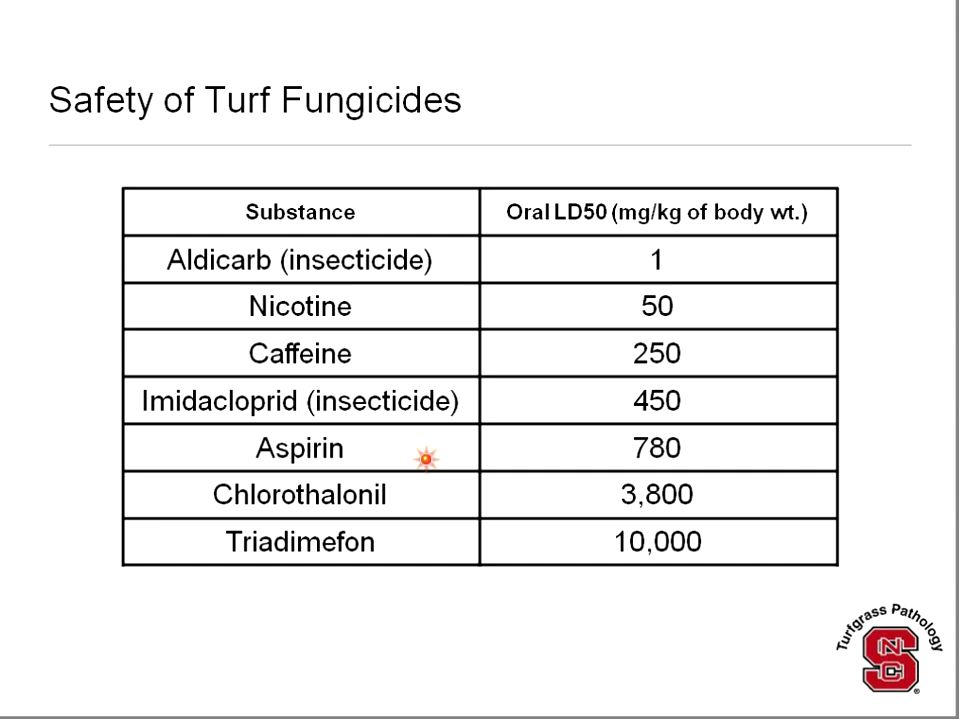 Safety of Turf Fungicides
Substance Oral LD50 (mg/kg of body wt.)
Aldicarb (insecticide) 1
Nicotine 50
Caffeine 250
Imidacloprid (insecticide) 450
Aspirin 780
Chlorothalonil 3,800
Triadimefon 10,000
Turfgrass Pathology
NCS